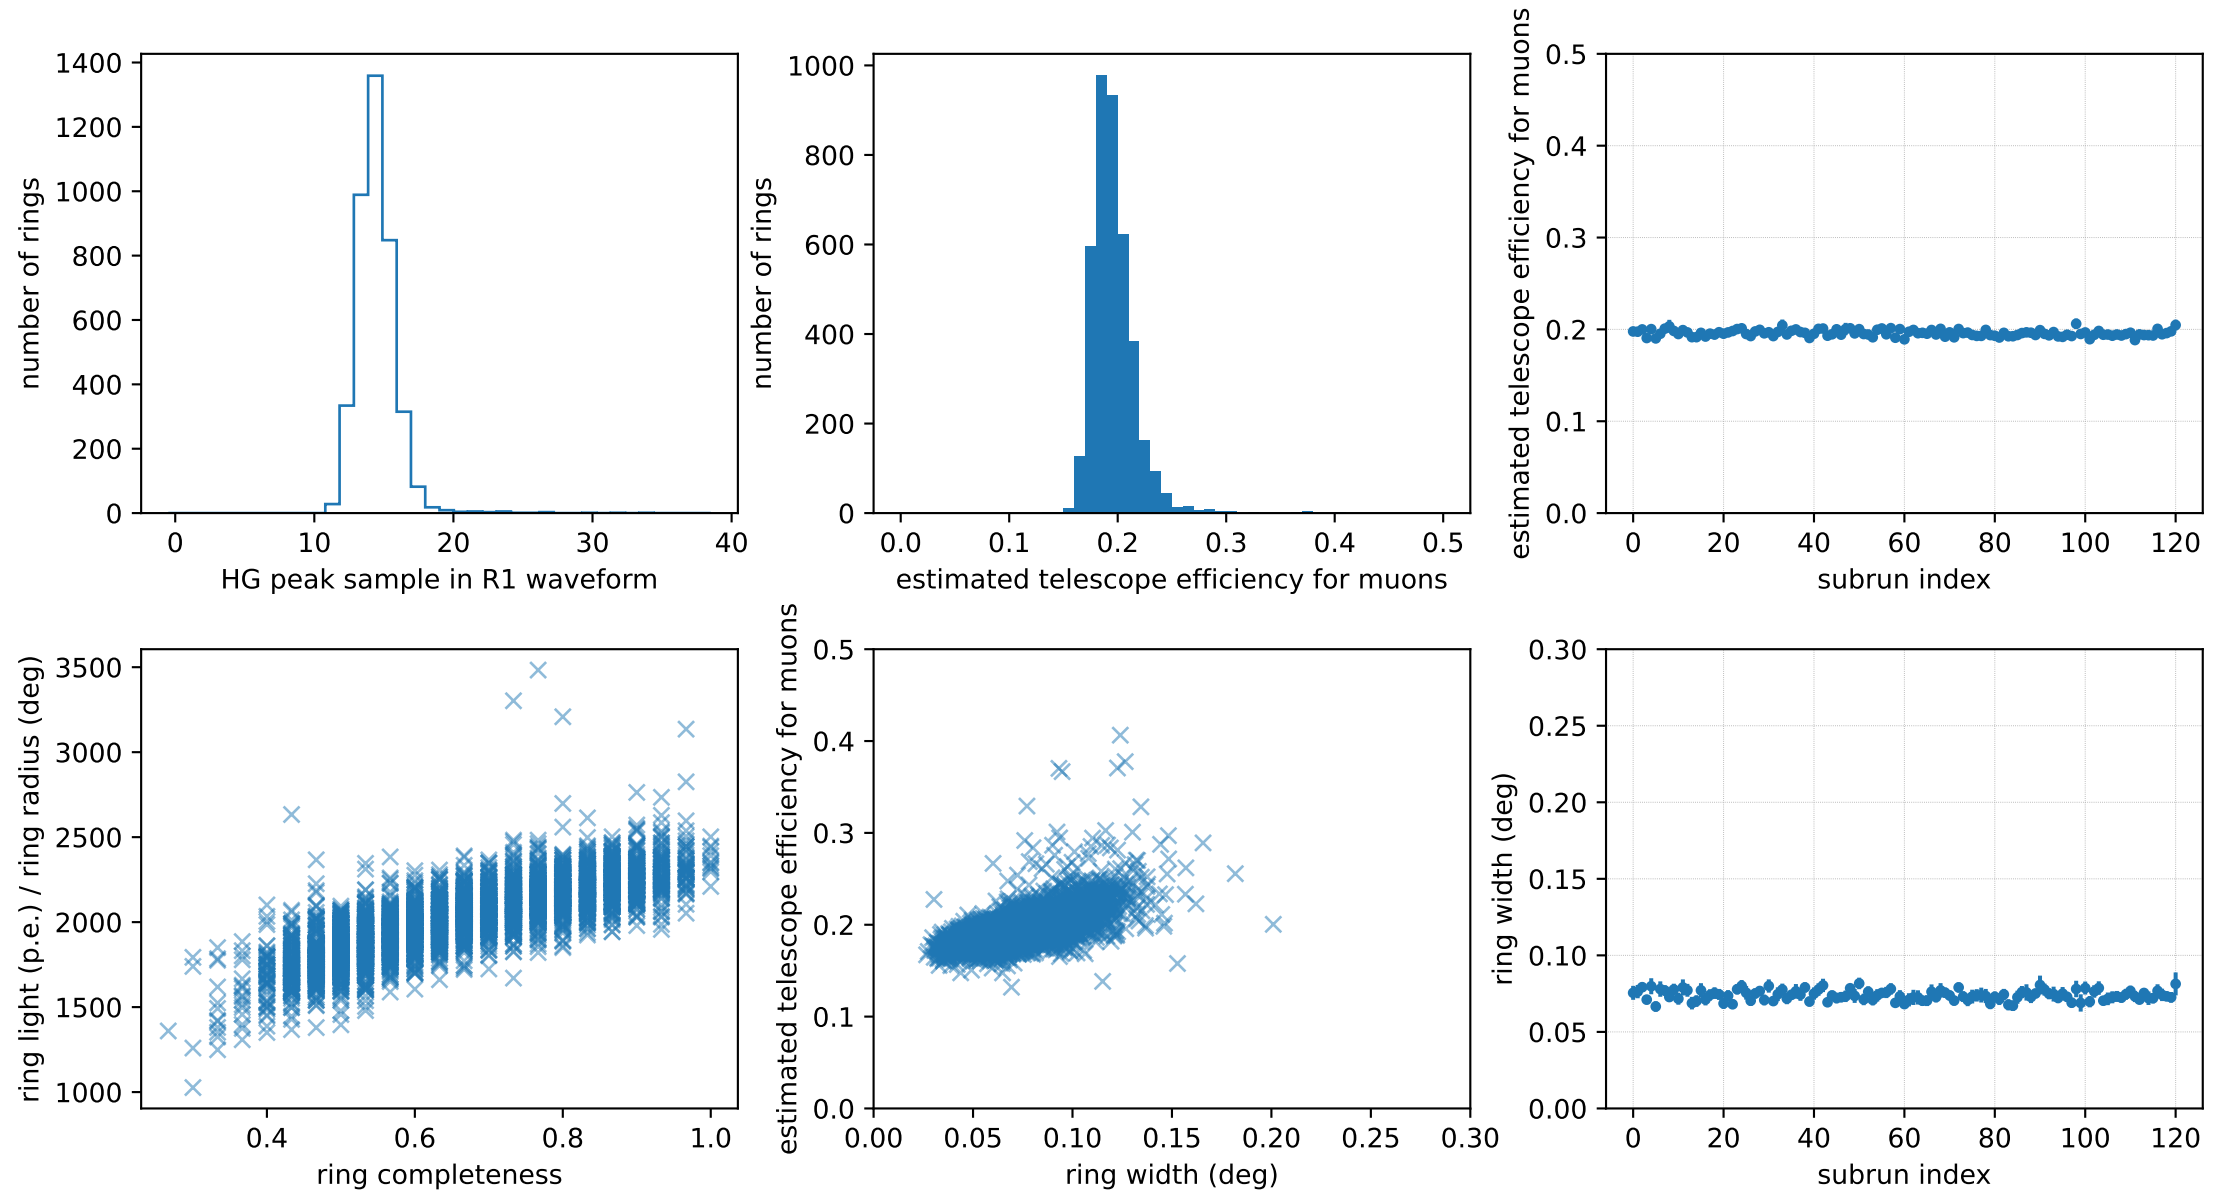 number of rings
1400
1200
1000
800
600
400
200
0
0 10 20 30 40
HG peak sample in R1 waveform
number of rings
1000
800
600
400
200
0
0.0 0.1 0.2 0.3 0.4 0.5
estimated telescope efficiency for muons
estimated telescope efficiency for muons
0.5
0.4
0.3
0.2
0.1
0.0
0 20 40 60 80 100 120
subrun index
ring light (p.e.) / ring radius (deg)
3500
3000
2500
2000
1500
1000
0.4 0.6 0.8 1.0
ring completeness
estimated telescope efficiency for muons
0.5
0.4
0.3
0.2
0.1
0.0
0.00 0.05 0.10 0.15 0.20 0.25 0.30
ring width (deg)
ring width (deg)
0.30
0.25
0.20
0.15
0.10
0.05
0.00
0 20 40 60 80 100 120
subrun index